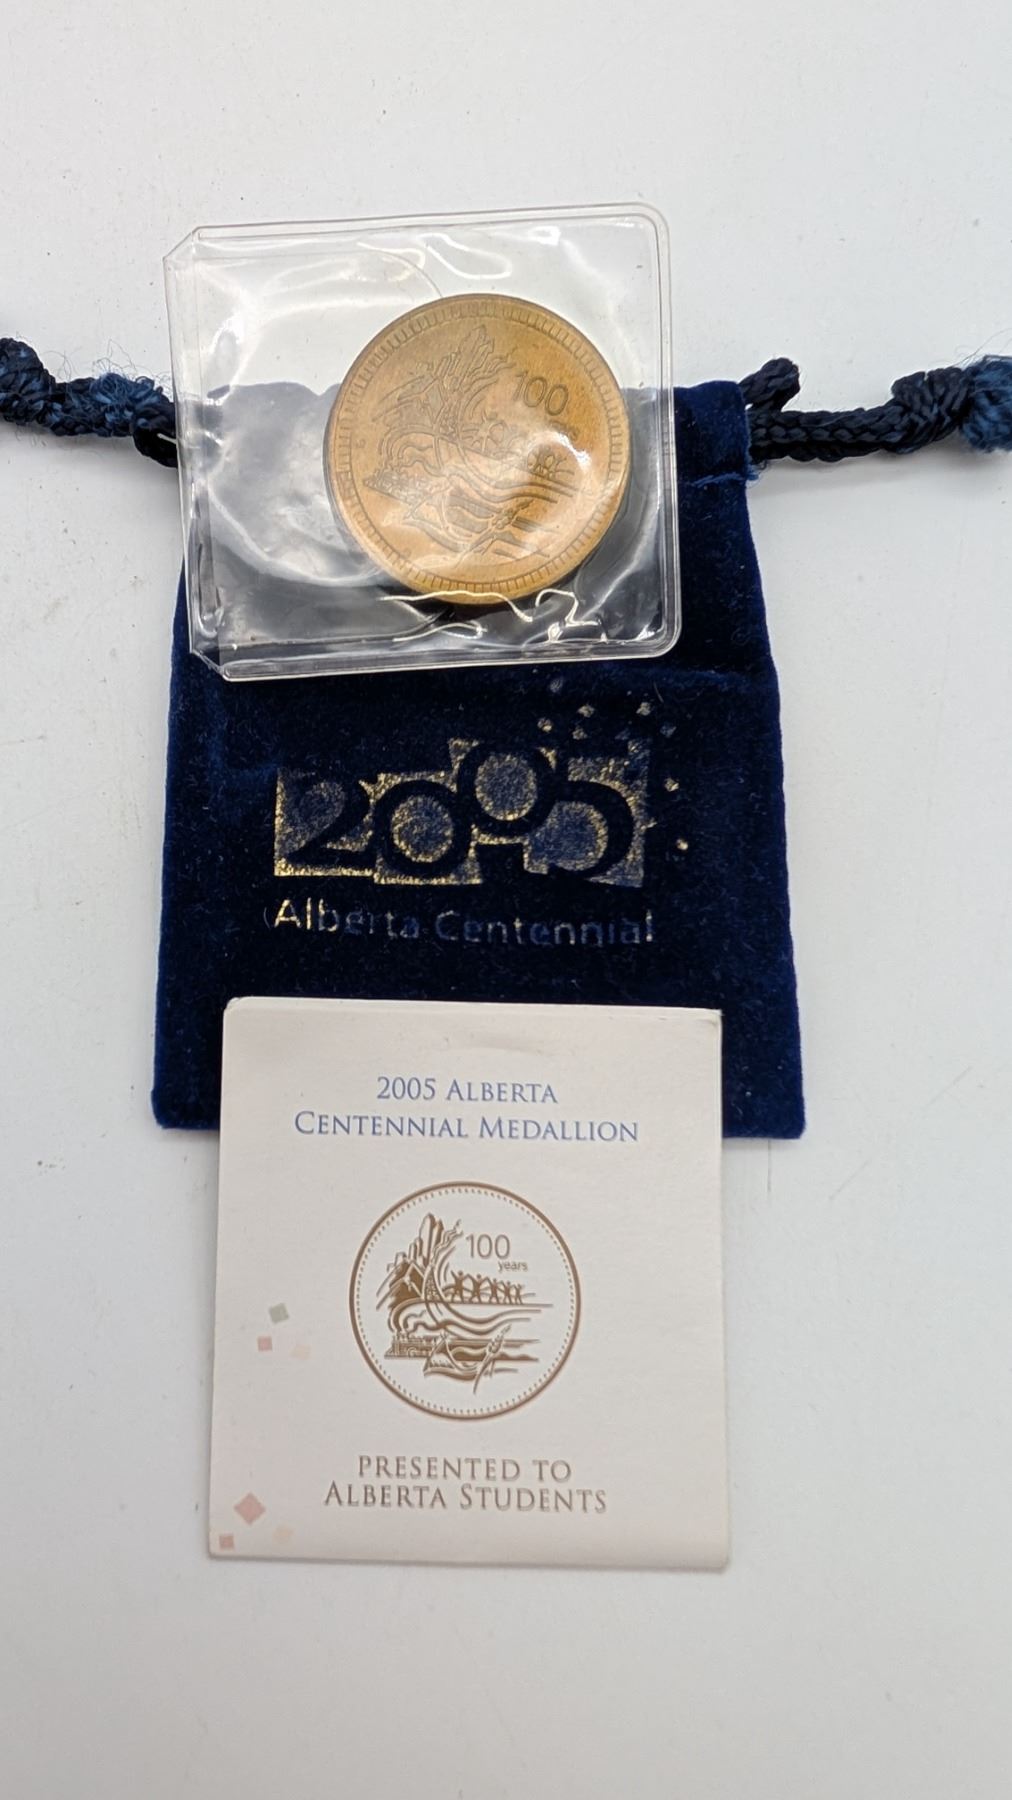 100
2005
Alberta Centennial
2005 ALBERTA
CENTENNIAL MEDALLION
100
years
PRESENTED TO
ALBERTA STUDENTS